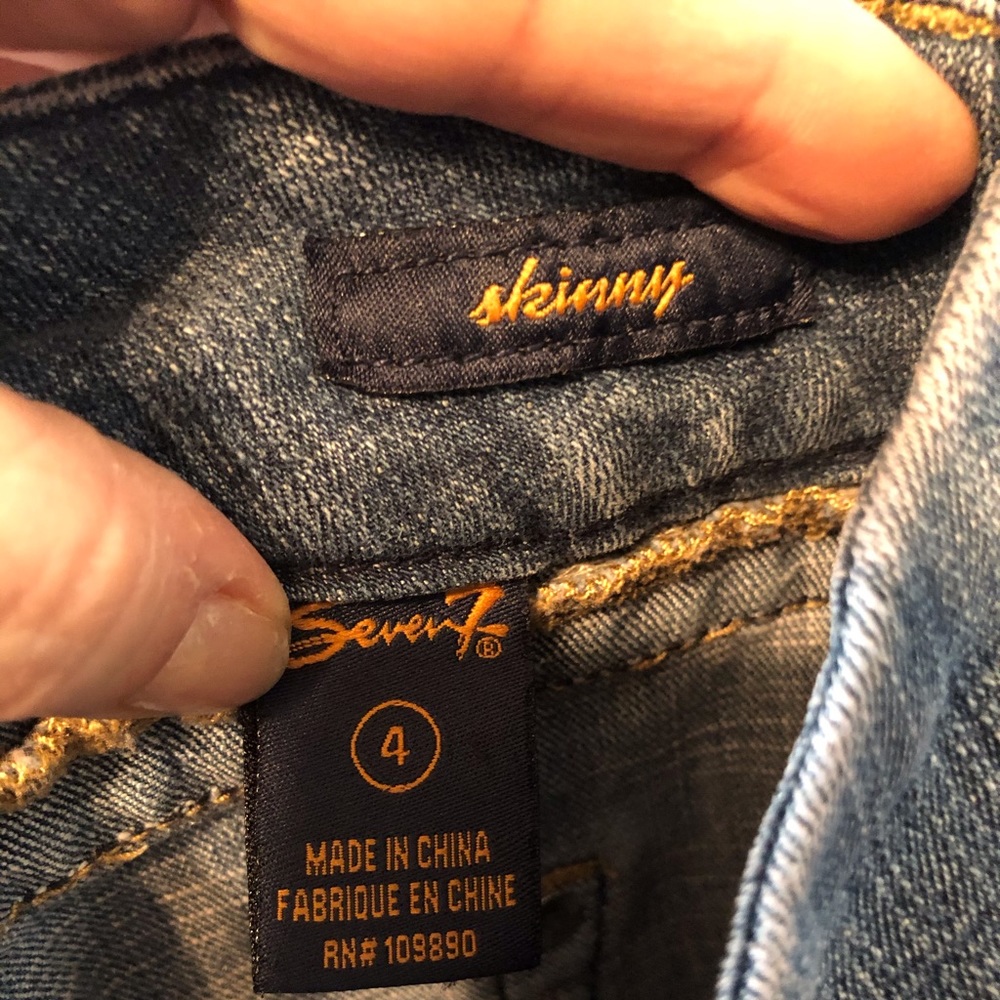 skinny
Seven7®
4
MADE IN CHINA
FABRIQUE EN CHINE
RN# 109890